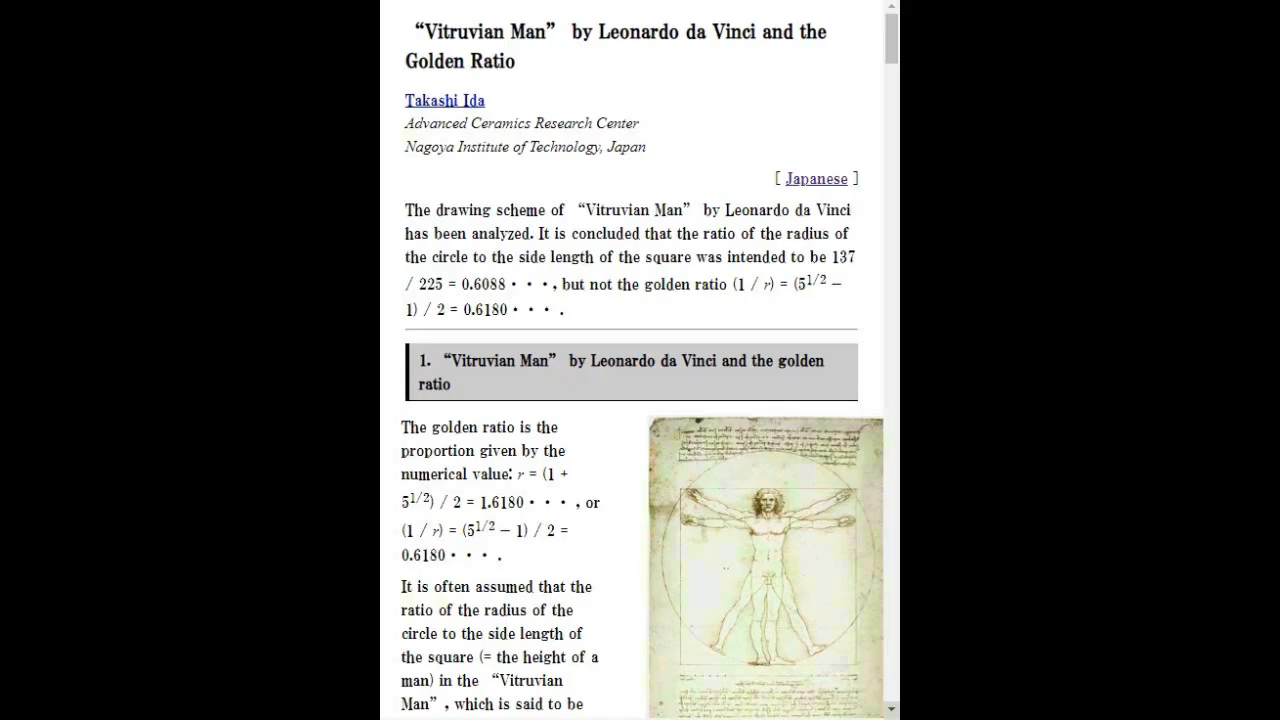 “Vitruvian Man” by Leonardo da Vinci and the
Golden Ratio
Takashi Ida
Advanced Ceramics Research Center
Nagoya Institute of Technology, Japan
[ Japanese ]
The drawing scheme of “Vitruvian Man” by Leonardo da Vinci
has been analyzed. It is concluded that the ratio of the radius of
the circle to the side length of the square was intended to be 137
/ 225 = 0.6088・・・, but not the golden ratio (1 / r) = (5^1/2 −
1) / 2 = 0.6180・・・.
1. “Vitruvian Man” by Leonardo da Vinci and the golden
ratio
The golden ratio is the
proportion given by the
numerical value: r = (1 +
5^1/2) / 2 = 1.6180・・・, or
(1 / r) = (5^1/2 − 1) / 2 =
0.6180・・・.
It is often assumed that the
ratio of the radius of the
circle to the side length of
the square (= the height of a
man) in the “Vitruvian
Man”, which is said to be